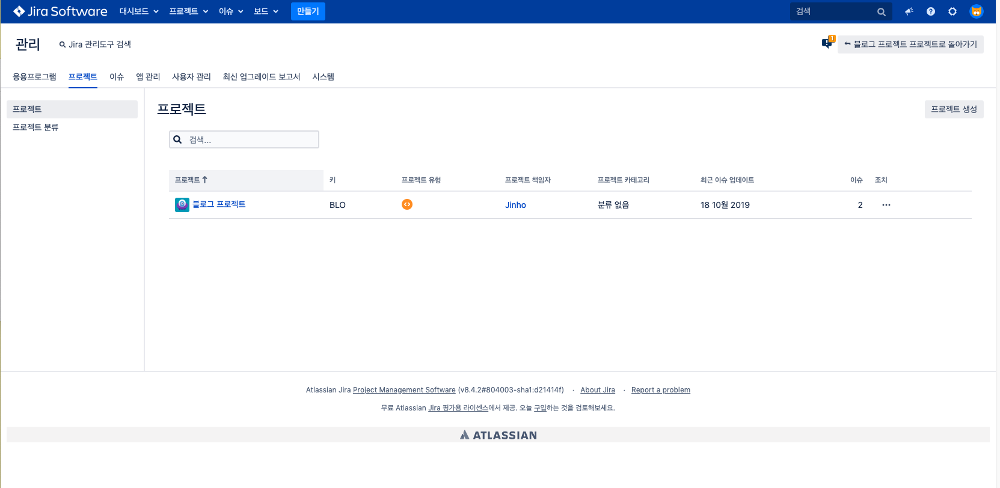 Jira Software 대시보드 프로젝트 이슈 보드 만들기 검색
관리 Jira 관리도구 검색 1 블로그 프로젝트 프로젝트로 돌아가기
응용프로그램 프로젝트 이슈 앱 관리 사용자 관리 최신 업그레이드 보고서 시스템
프로젝트
프로젝트 분류
프로젝트 프로젝트 생성
검색...
프로젝트 키 프로젝트 유형 프로젝트 책임자 프로젝트 카테고리 최근 이슈 업데이트 이슈 조치
블로그 프로젝트 BLO Jinho 분류 없음 18 10월 2019 2 ...
Atlassian Jira Project Management Software (v8.4.2#804003-sha1:d21414f) · About Jira · Report a problem
무료 Atlassian Jira 평가용 라이센스에서 제공. 오늘 구입하는 것을 검토해보세요.
ATLASSIAN